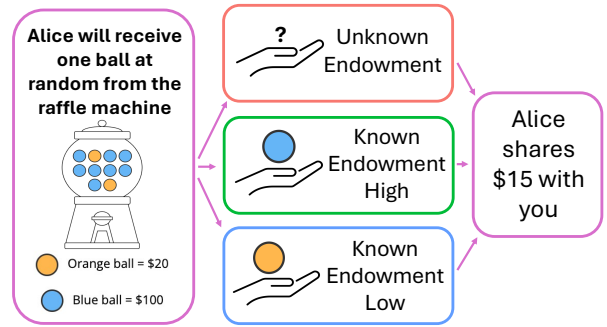 Alice will receive
one ball at
random from the
raffle machine
Orange ball = $20
Blue ball = $100
?
Unknown
Endowment
Known
Endowment
High
Known
Endowment
Low
Alice
shares
$15 with
you